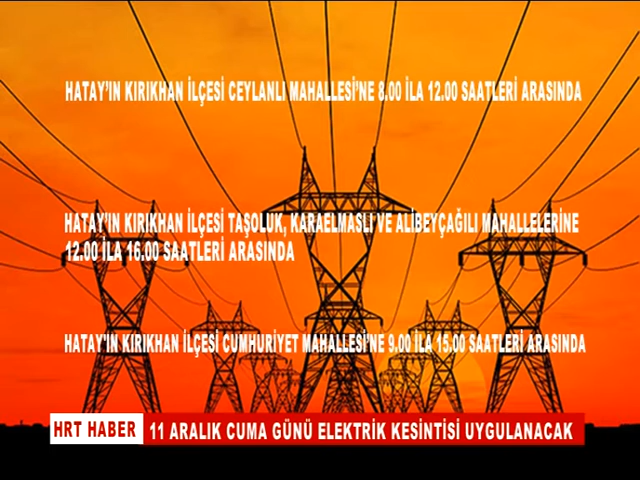 HATAY'IN KIRIKHAN İLÇESİ CEYLANLI MAHALLESİ'NE 8.00 İLA 12.00 SAATLERİ ARASINDA
HATAY'IN KIRIKHAN İLÇESİ TAŞOLUK, KARAELMASLI VE ALİBEYÇAĞILI MAHALLELERİNE
12.00 İLA 16.00 SAATLERİ ARASINDA
HATAY'IN KIRIKHAN İLÇESİ CUMHURİYET MAHALLESİ'NE 9.00 İLA 15.00 SAATLERİ ARASINDA
HRT HABER 11 ARALIK CUMA GÜNÜ ELEKTRİK KESİNTİSİ UYGULANACAK